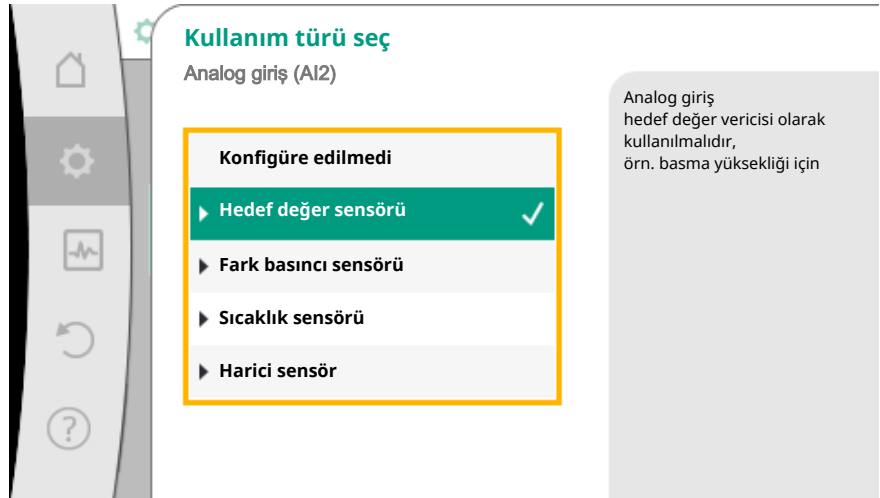 Kullanım türü seç
Analog giriş (AI2)
Konfigüre edilmedi
Hedef değer sensörü
Fark basıncı sensörü
Sıcaklık sensörü
Harici sensör
Analog giriş
hedef değer vericisi olarak
kullanılmalıdır,
örn. basma yüksekliği için
?